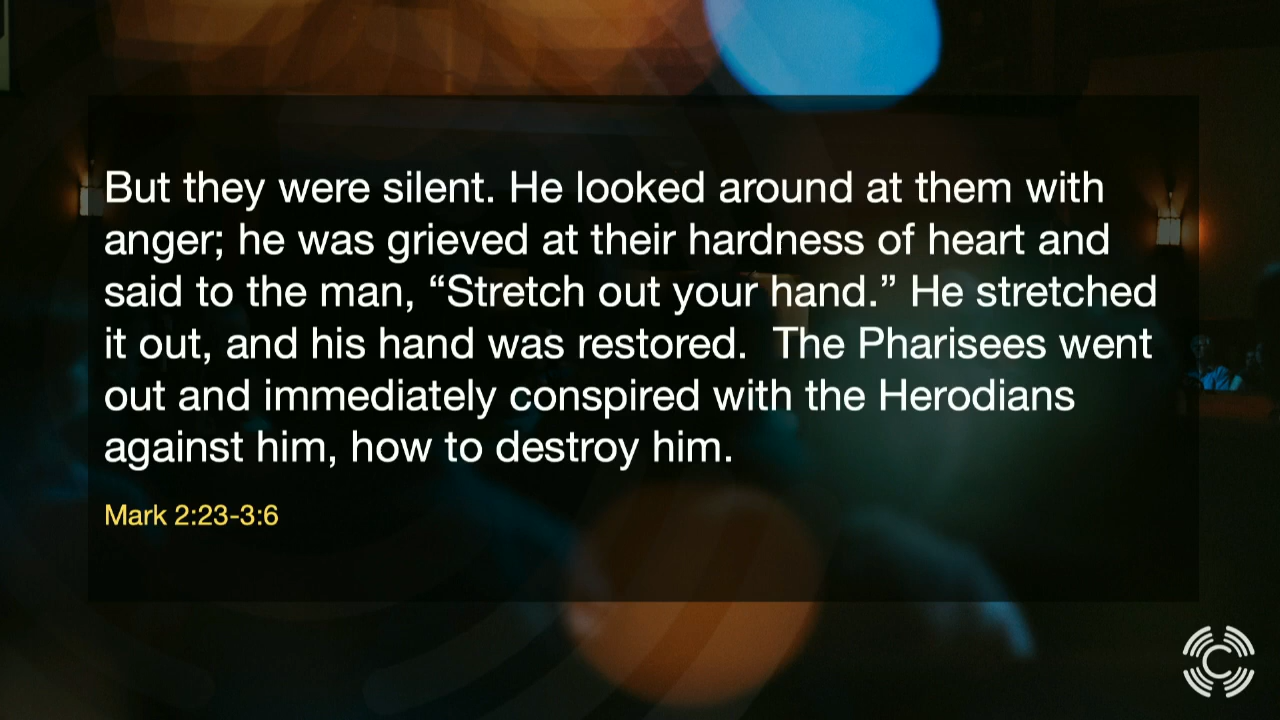 But they were silent. He looked around at them with
anger; he was grieved at their hardness of heart and
said to the man, “Stretch out your hand.” He stretched
it out, and his hand was restored.  The Pharisees went
out and immediately conspired with the Herodians
against him, how to destroy him.
Mark 2:23-3:6
C